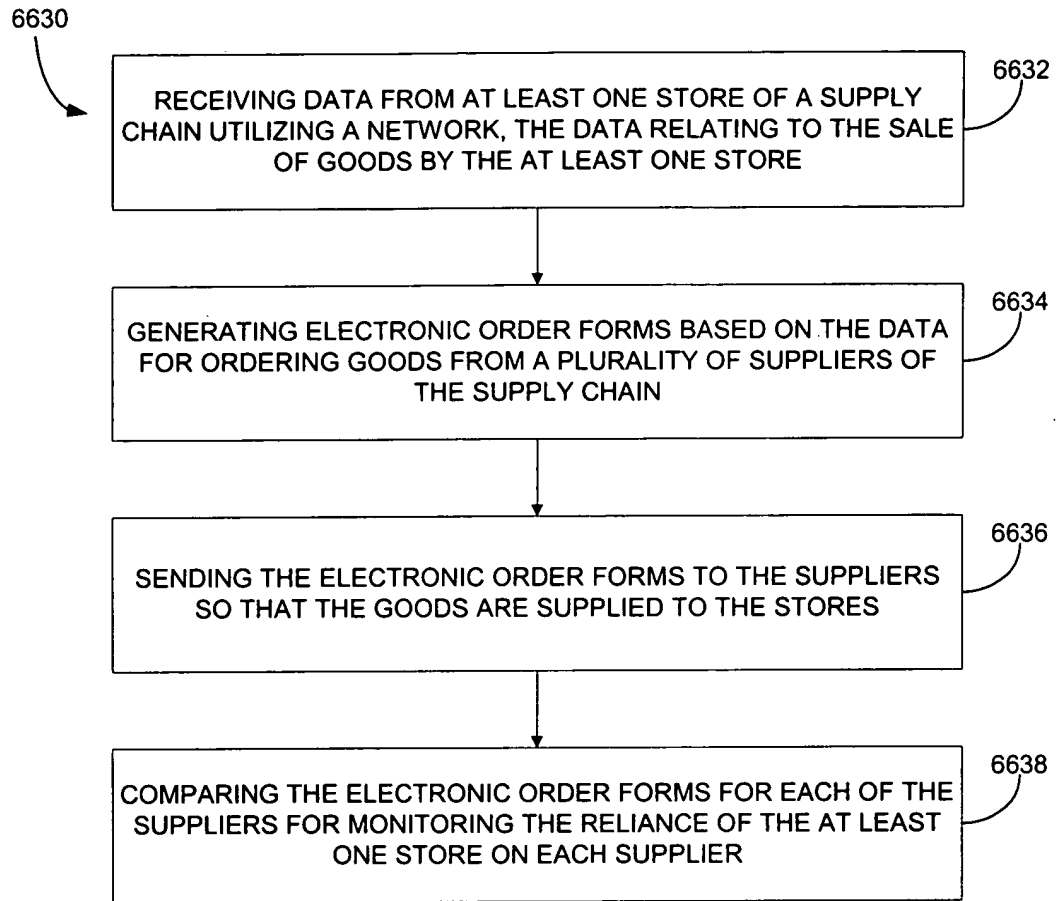 6630
6632
RECEIVING DATA FROM AT LEAST ONE STORE OF A SUPPLY
CHAIN UTILIZING A NETWORK, THE DATA RELATING TO THE SALE
OF GOODS BY THE AT LEAST ONE STORE
6634
GENERATING ELECTRONIC ORDER FORMS BASED ON THE DATA
FOR ORDERING GOODS FROM A PLURALITY OF SUPPLIERS OF
THE SUPPLY CHAIN
6636
SENDING THE ELECTRONIC ORDER FORMS TO THE SUPPLIERS
SO THAT THE GOODS ARE SUPPLIED TO THE STORES
6638
COMPARING THE ELECTRONIC ORDER FORMS FOR EACH OF THE
SUPPLIERS FOR MONITORING THE RELIANCE OF THE AT LEAST
ONE STORE ON EACH SUPPLIER